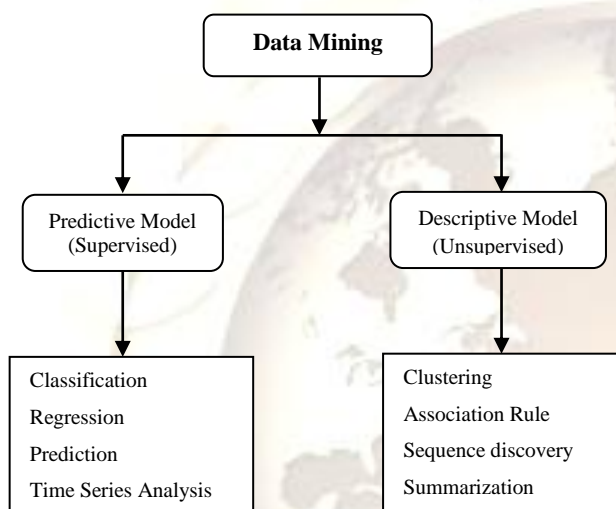 Data Mining
Predictive Model
(Supervised)
Descriptive Model
(Unsupervised)
Classification
Regression
Prediction
Time Series Analysis
Clustering
Association Rule
Sequence discovery
Summarization